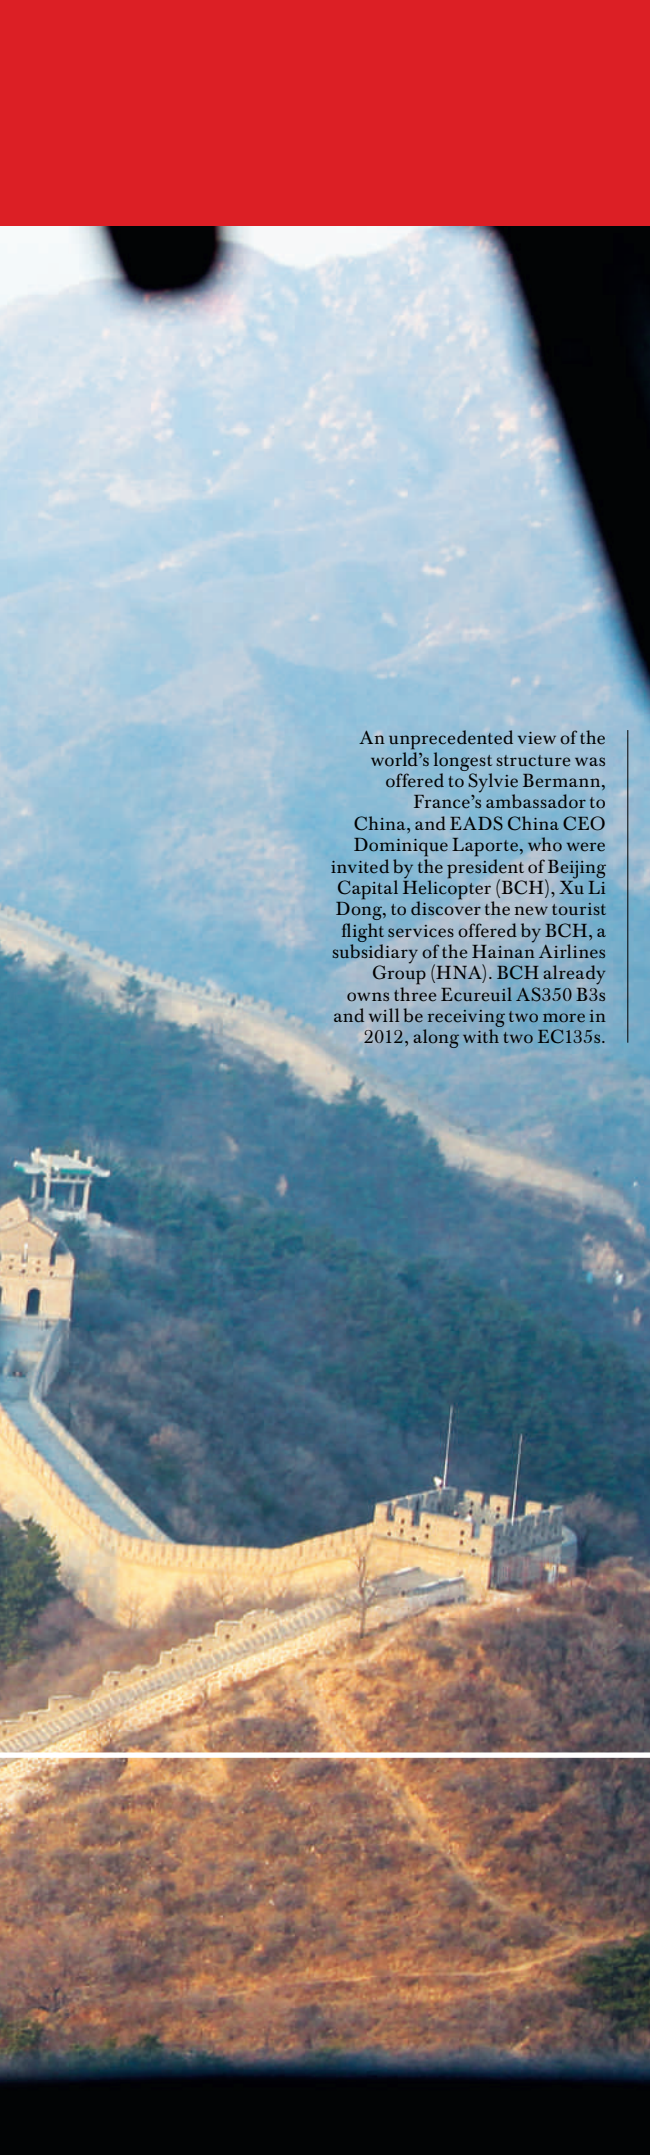 An unprecedented view of the
world’s longest structure was
offered to Sylvie Bermann,
France’s ambassador to
China, and EADS China CEO
Dominique Laporte, who were
invited by the president of Beijing
Capital Helicopter (BCH), Xu Li
Dong, to discover the new tourist
flight services offered by BCH, a
subsidiary of the Hainan Airlines
Group (HNA). BCH already
owns three Ecureuil AS350 B3s
and will be receiving two more in
2012, along with two EC135s.